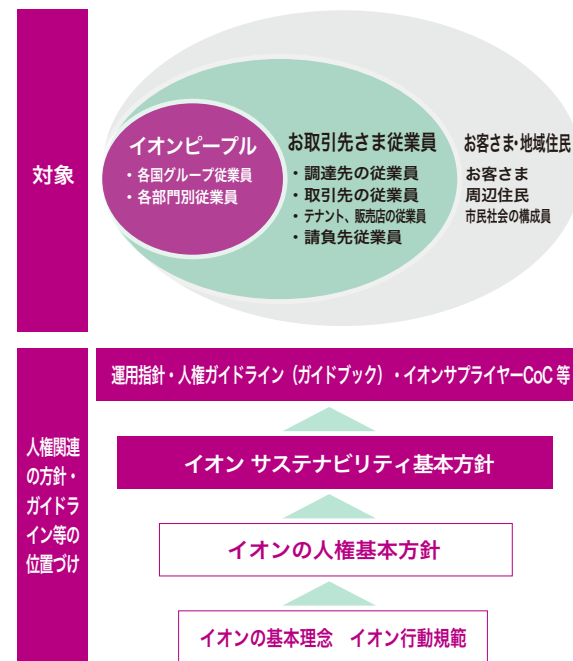 対象
イオンピープル
・各国グループ従業員
・各部門別従業員
お取引先さま従業員
・調達先の従業員
・取引先の従業員
・テナント、販売店の従業員
・請負先従業員
お客さま・地域住民
お客さま
周辺住民
市民社会の構成員
人権関連
の方針・
ガイドラ
イン等の
位置づけ
運用指針・人権ガイドライン（ガイドブック）・イオンサプライヤーCoC 等
イオン サステナビリティ基本方針
イオンの人権基本方針
イオンの基本理念　イオン行動規範